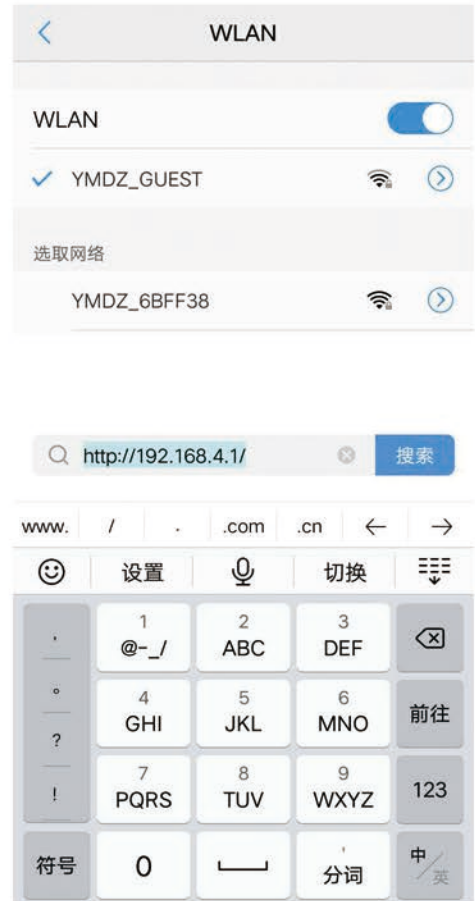 WLAN
WLAN
YMDZ_GUEST
选取网络
YMDZ_6BFF38
http://192.168.4.1/ 搜索
www. / . .com .cn ← →
设置 切换
, 1 2 3
@-_/ ABC DEF
。 4 5 6 前往
GHI JKL MNO
? 7 8 9 123
! PQRS TUV WXYZ
符号 0 ' 分词 中/英